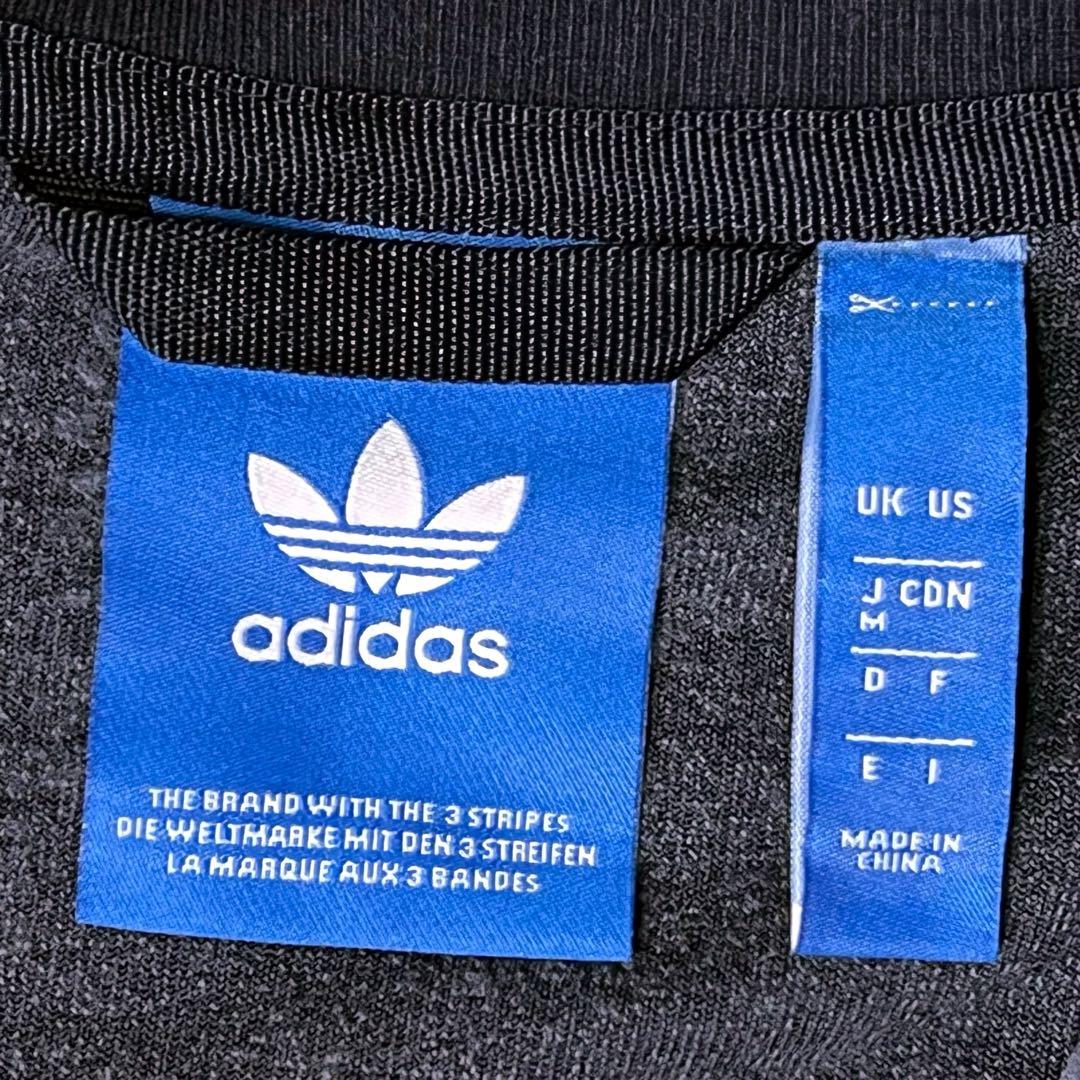 adidas
THE BRAND WITH THE 3 STRIPES
DIE WELTMARKE MIT DEN 3 STREIFEN
LA MARQUE AUX 3 BANDES
UK US
J CDN
M
D F
E I
MADE IN
CHINA